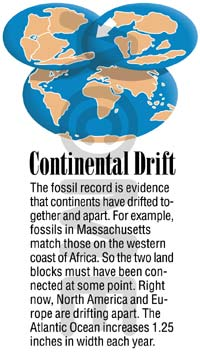 Continental Drift
The fossil record is evidence
that continents have drifted to-
gether and apart. For example,
fossils in Massachusetts
match those on the western
coast of Africa. So the two land
blocks must have been con-
nected at some point. Right
now, North America and Eu-
rope are drifting apart. The
Atlantic Ocean increases 1.25
inches in width each year.